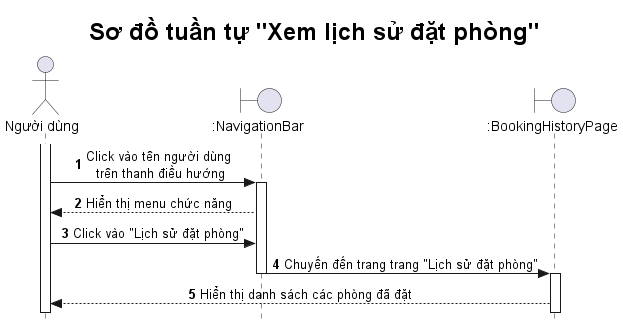 Sơ đồ tuần tự "Xem lịch sử đặt phòng"
Người dùng
:NavigationBar
:BookingHistoryPage
1 Click vào tên người dùng
trên thanh điều hướng
2 Hiển thị menu chức năng
3 Click vào "Lịch sử đặt phòng"
4 Chuyển đến trang trang "Lịch sử đặt phòng"
5 Hiển thị danh sách các phòng đã đặt